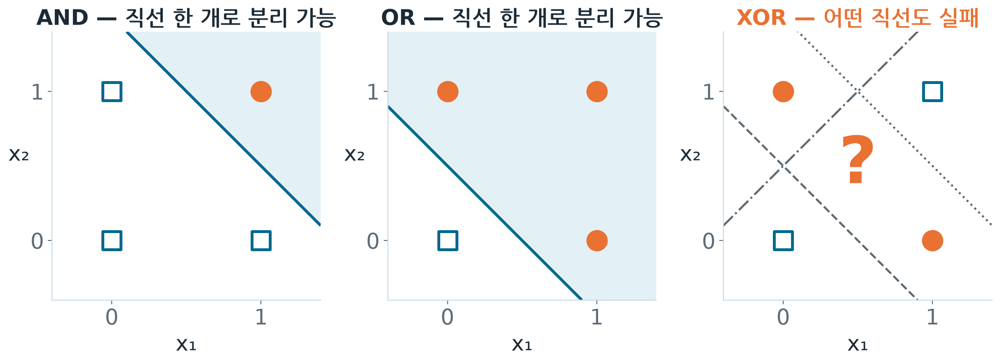 AND — 직선 한 개로 분리 가능
x₂
1
0
0 1
x₁
OR — 직선 한 개로 분리 가능
x₂
1
0
0 1
x₁
XOR — 어떤 직선도 실패
x₂
1
0
?
0 1
x₁